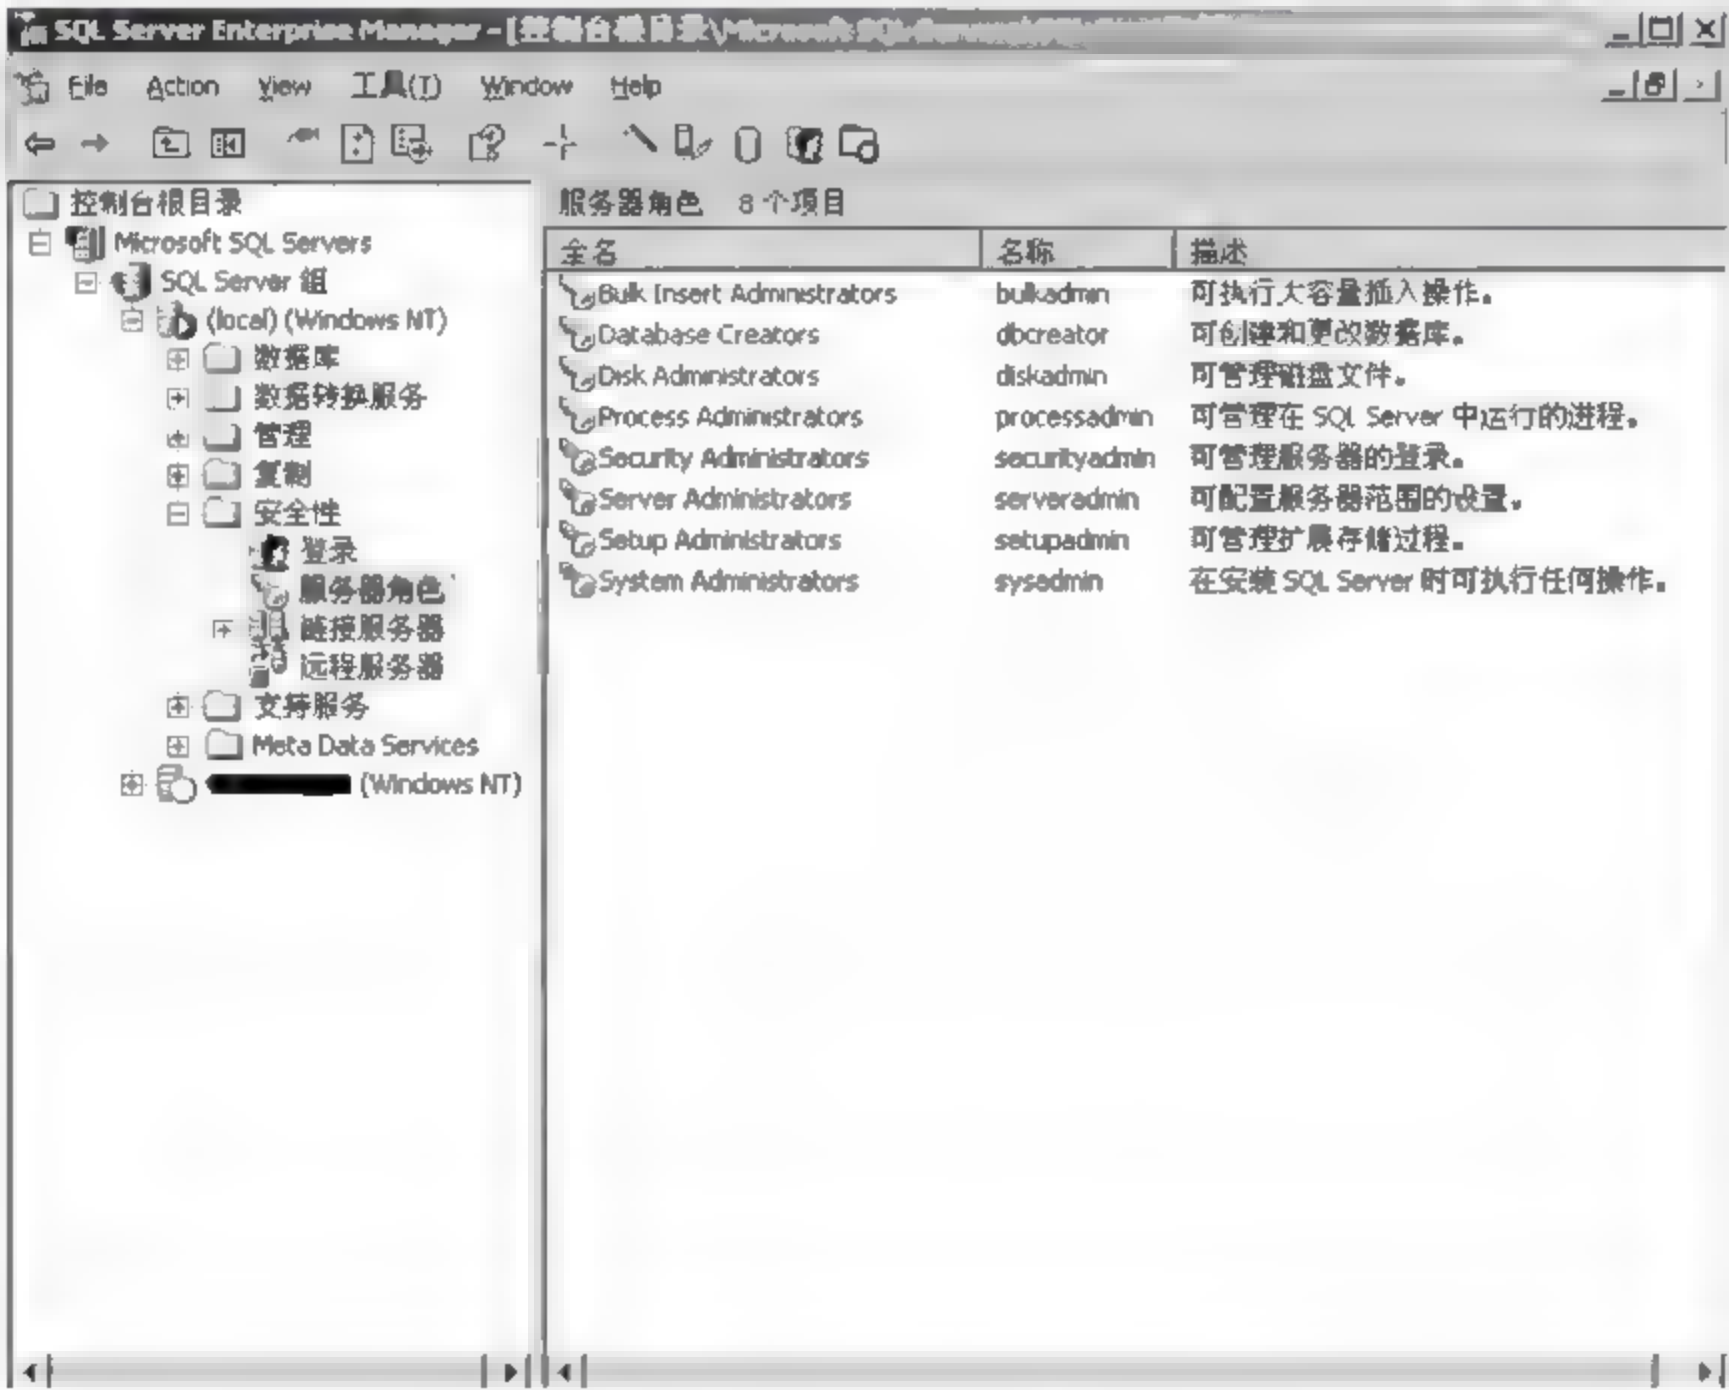 SQL Server Enterprise Manager - [控制台根目录\Microsoft SQL Servers
File Action View 工具(T) Window Help
控制台根目录
Microsoft SQL Servers
SQL Server 组
(local) (Windows NT)
数据库
数据转换服务
管理
复制
安全性
登录
服务器角色
链接服务器
远程服务器
支持服务
Meta Data Services
(Windows NT)
服务器角色 8 个项目
全名 名称 描述
Bulk Insert Administrators bulkadmin 可执行大容量插入操作。
Database Creators dbcreator 可创建和更改数据库。
Disk Administrators diskadmin 可管理磁盘文件。
Process Administrators processadmin 可管理在 SQL Server 中运行的进程。
Security Administrators securityadmin 可管理服务器的登录。
Server Administrators serveradmin 可配置服务器范围的设置。
Setup Administrators setupadmin 可管理扩展存储过程。
System Administrators sysadmin 在安装 SQL Server 时可执行任何操作。